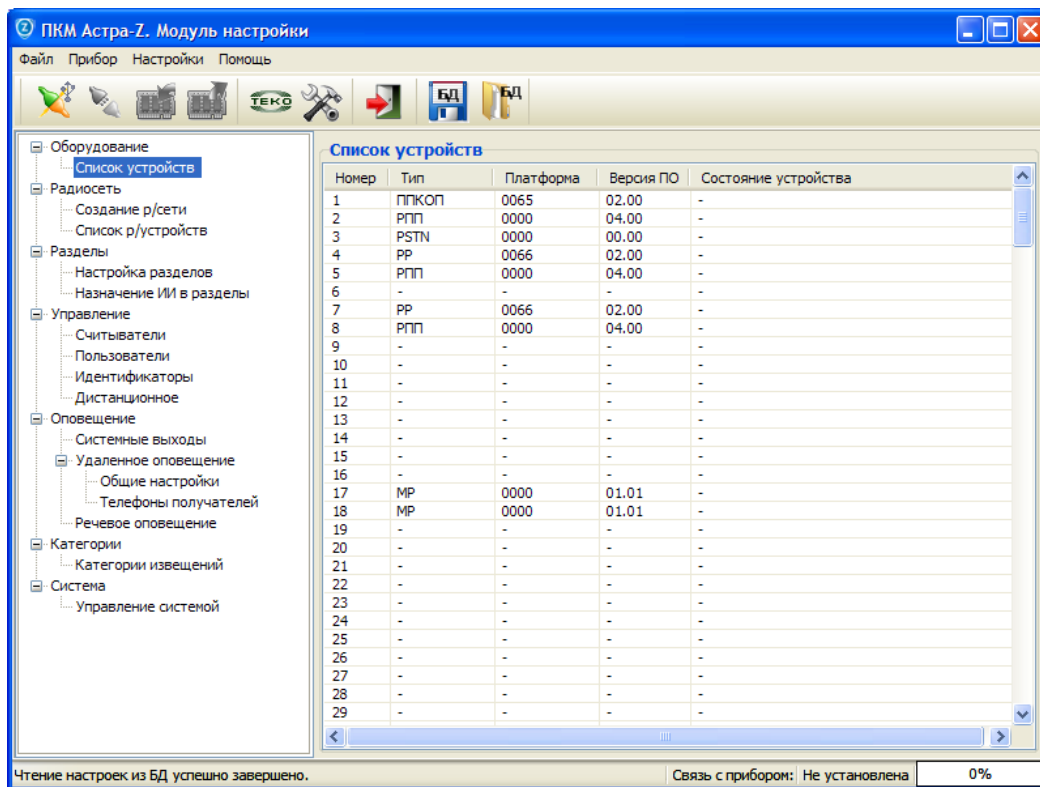 ПКМ Астра-Z. Модуль настройки
Файл Прибор Настройки Помощь
ТЕКО БД БД
Оборудование
Список устройств
Радиосеть
Создание р/сети
Список р/устройств
Разделы
Настройка разделов
Назначение ИИ в разделы
Управление
Считыватели
Пользователи
Идентификаторы
Дистанционное
Оповещение
Системные выходы
Удаленное оповещение
Общие настройки
Телефоны получателей
Речевое оповещение
Категории
Категории извещений
Система
Управление системой
Список устройств
Номер Тип Платформа Версия ПО Состояние устройства
1 ППКОП 0065 02.00 -
2 РПП 0000 04.00 -
3 PSTN 0000 00.00 -
4 РР 0066 02.00 -
5 РПП 0000 04.00 -
6 - - - -
7 РР 0066 02.00 -
8 РПП 0000 04.00 -
9 - - - -
10 - - - -
11 - - - -
12 - - - -
13 - - - -
14 - - - -
15 - - - -
16 - - - -
17 МР 0000 01.01 -
18 МР 0000 01.01 -
19 - - - -
20 - - - -
21 - - - -
22 - - - -
23 - - - -
24 - - - -
25 - - - -
26 - - - -
27 - - - -
28 - - - -
29 - - - -
Чтение настроек из БД успешно завершено. Связь с прибором: Не установлена 0%